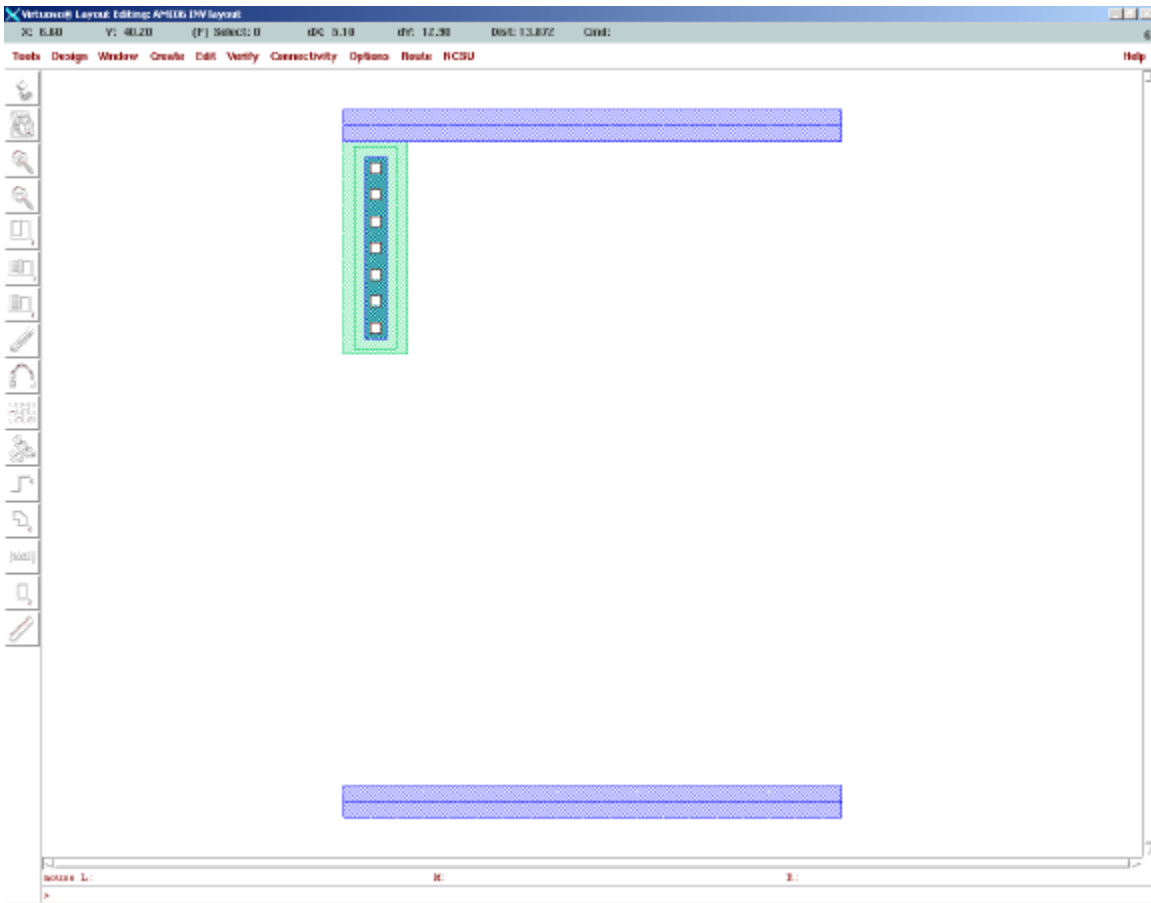 Virtuoso® Layout Editing: AMI06 INV layout
X: 6.60 Y: 40.20 (F) Select: 0 dX: 5.10 dY: 12.90 Dist: 13.872 Cmd:
Tools Design Window Create Edit Verify Connectivity Options Route NCSU Help
mouse L: M: R:
>